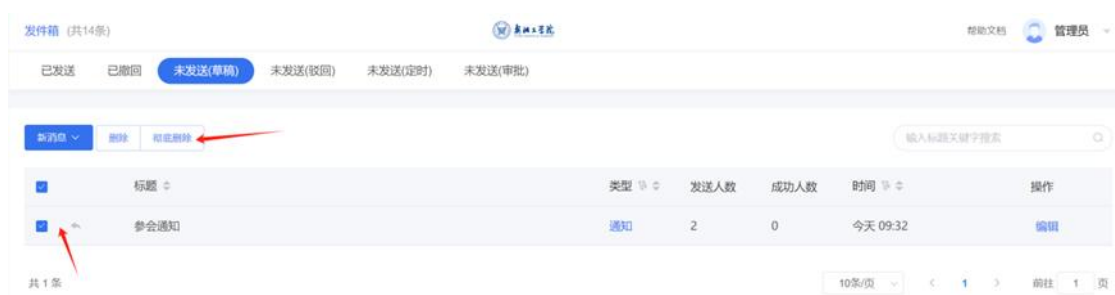 发件箱 (共14条) 帮助文档 管理员
已发送 已撤回 未发送(草稿) 未发送(驳回) 未发送(定时) 未发送(审批)
新消息 删除 彻底删除 输入标题关键字搜索
标题 类型 发送人数 成功人数 时间 操作
参会通知 通知 2 0 今天 09:32 编辑
共 1 条 10条/页 1 前往 1 页